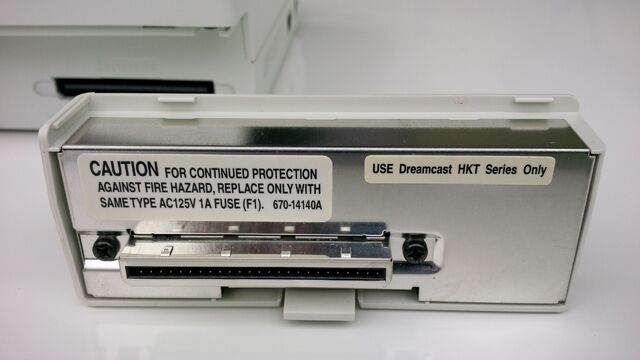 CAUTION FOR CONTINUED PROTECTION
AGAINST FIRE HAZARD, REPLACE ONLY WITH
SAME TYPE AC125V 1A FUSE (F1). 670-14140A
USE Dreamcast HKT Series Only